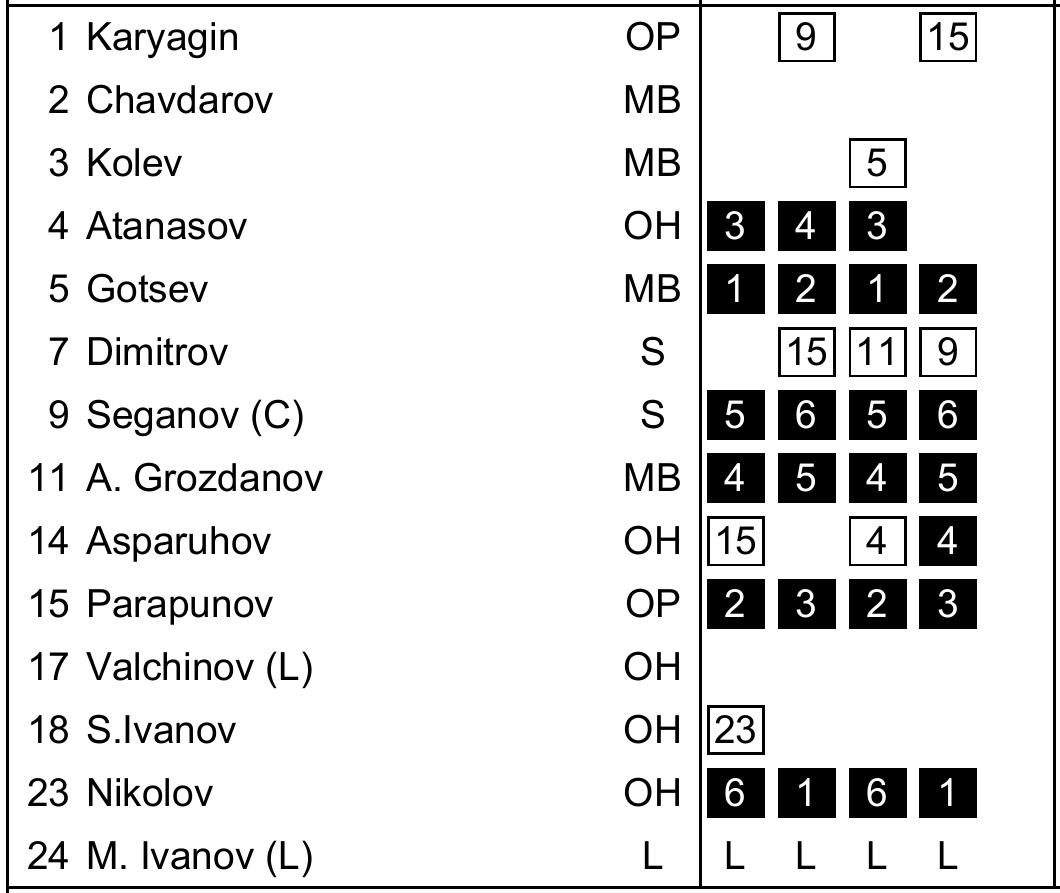 1 Karyagin OP 9 15
2 Chavdarov MB
3 Kolev MB 5
4 Atanasov OH 3 4 3
5 Gotsev MB 1 2 1 2
7 Dimitrov S 15 11 9
9 Seganov (C) S 5 6 5 6
11 A. Grozdanov MB 4 5 4 5
14 Asparuhov OH 15 4 4
15 Parapunov OP 2 3 2 3
17 Valchinov (L) OH
18 S.Ivanov OH 23
23 Nikolov OH 6 1 6 1
24 M. Ivanov (L) L L L L L